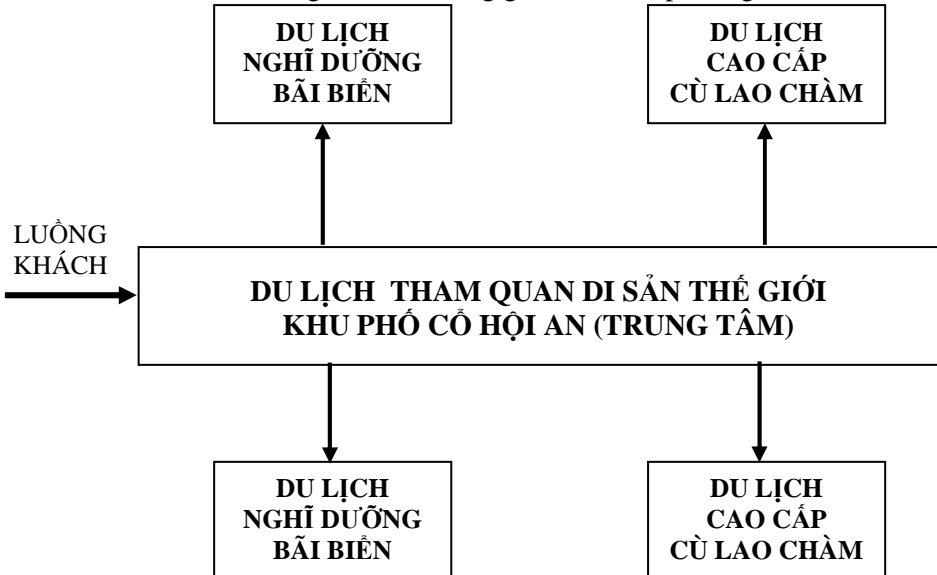 DU LỊCH
NGHĨ DƯỠNG
BÃI BIỂN
DU LỊCH
CAO CẤP
CÙ LAO CHÀM
LUỒNG
KHÁCH
DU LỊCH THAM QUAN DI SẢN THẾ GIỚI
KHU PHỐ CỔ HỘI AN (TRUNG TÂM)
DU LỊCH
NGHĨ DƯỠNG
BÃI BIỂN
DU LỊCH
CAO CẤP
CÙ LAO CHÀM